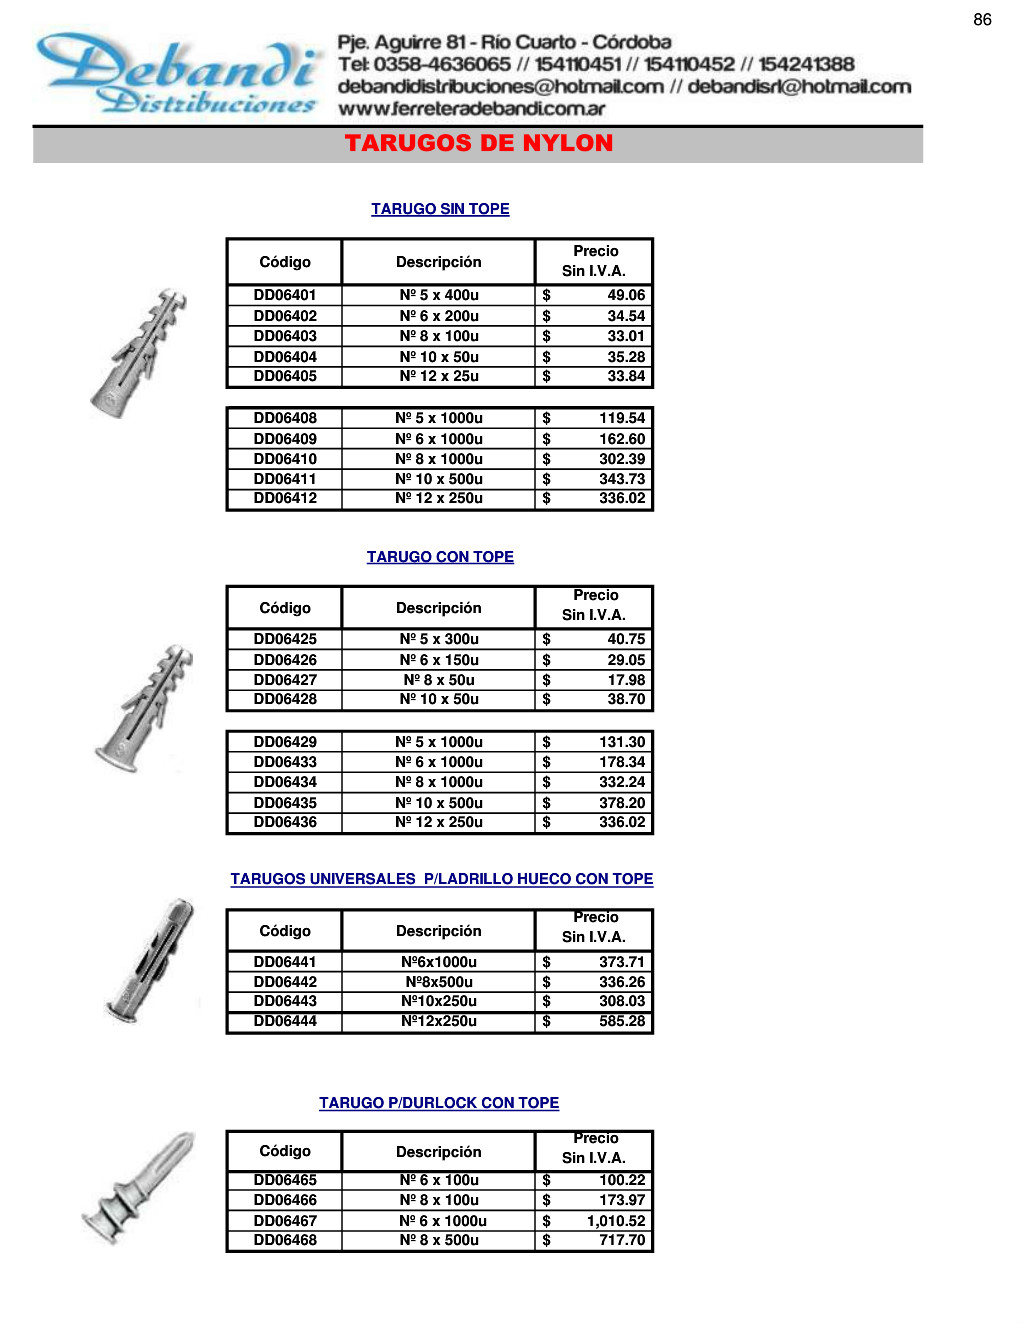 86
Debandi
Distribuciones
Pje. Aguirre 81 - Río Cuarto - Córdoba
Tel: 0358-4636065 // 154110451 // 154110452 // 154241388
debandidistribuciones@hotmail.com // debandisrl@hotmail.com
www.ferreteradebandi.com.ar
TARUGOS DE NYLON
TARUGO SIN TOPE
Código Descripción Precio Sin I.V.A.
DD06401 Nº 5 x 400u $ 49.06
DD06402 Nº 6 x 200u $ 34.54
DD06403 Nº 8 x 100u $ 33.01
DD06404 Nº 10 x 50u $ 35.28
DD06405 Nº 12 x 25u $ 33.84
DD06408 Nº 5 x 1000u $ 119.54
DD06409 Nº 6 x 1000u $ 162.60
DD06410 Nº 8 x 1000u $ 302.39
DD06411 Nº 10 x 500u $ 343.73
DD06412 Nº 12 x 250u $ 336.02
TARUGO CON TOPE
Código Descripción Precio Sin I.V.A.
DD06425 Nº 5 x 300u $ 40.75
DD06426 Nº 6 x 150u $ 29.05
DD06427 Nº 8 x 50u $ 17.98
DD06428 Nº 10 x 50u $ 38.70
DD06429 Nº 5 x 1000u $ 131.30
DD06433 Nº 6 x 1000u $ 178.34
DD06434 Nº 8 x 1000u $ 332.24
DD06435 Nº 10 x 500u $ 378.20
DD06436 Nº 12 x 250u $ 336.02
TARUGOS UNIVERSALES P/LADRILLO HUECO CON TOPE
Código Descripción Precio Sin I.V.A.
DD06441 Nº6x1000u $ 373.71
DD06442 Nº8x500u $ 336.26
DD06443 Nº10x250u $ 308.03
DD06444 Nº12x250u $ 585.28
TARUGO P/DURLOCK CON TOPE
Código Descripción Precio Sin I.V.A.
DD06465 Nº 6 x 100u $ 100.22
DD06466 Nº 8 x 100u $ 173.97
DD06467 Nº 6 x 1000u $ 1,010.52
DD06468 Nº 8 x 500u $ 717.70